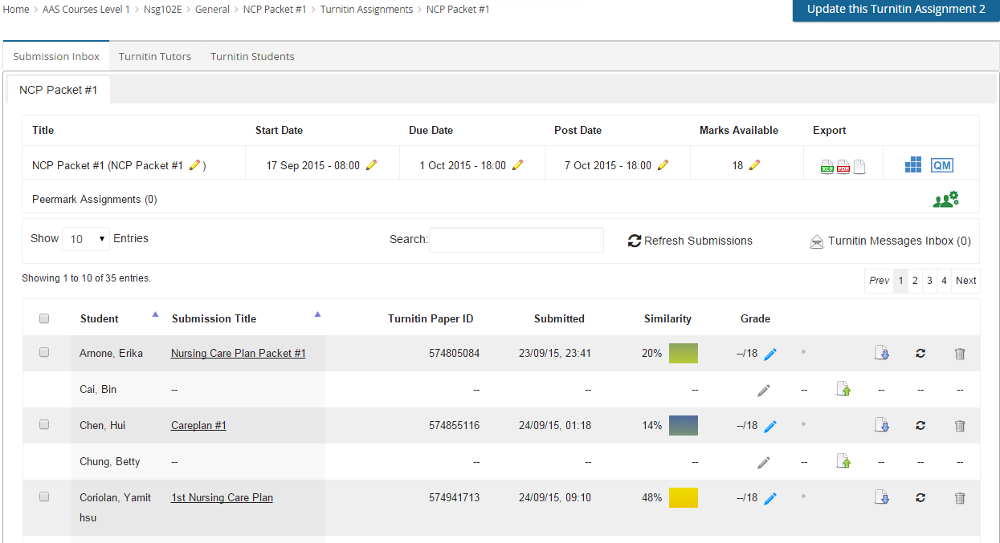 Home > AAS Courses Level 1 > Nsg102E > General > NCP Packet #1 > Turnitin Assignments > NCP Packet #1
Update this Turnitin Assignment 2
Submission Inbox Turnitin Tutors Turnitin Students
NCP Packet #1
Title Start Date Due Date Post Date Marks Available Export
NCP Packet #1 (NCP Packet #1 ) 17 Sep 2015 - 08:00 1 Oct 2015 - 18:00 7 Oct 2015 - 18:00 18 XLS PDF QM
Peermark Assignments (0)
Show 10 Entries Search: Refresh Submissions Turnitin Messages Inbox (0)
Showing 1 to 10 of 35 entries.
Prev 1 2 3 4 Next
Student Submission Title Turnitin Paper ID Submitted Similarity Grade
Arnone, Erika Nursing Care Plan Packet #1 574805084 23/09/15, 23:41 20% --/18
Cai, Bin -- -- -- -- -- -- -- --
Chen, Hui Careplan #1 574855116 24/09/15, 01:18 14% --/18
Chung, Betty -- -- -- -- -- -- -- --
Coriolan, Yamit 1st Nursing Care Plan 574941713 24/09/15, 09:10 48% --/18
hsu